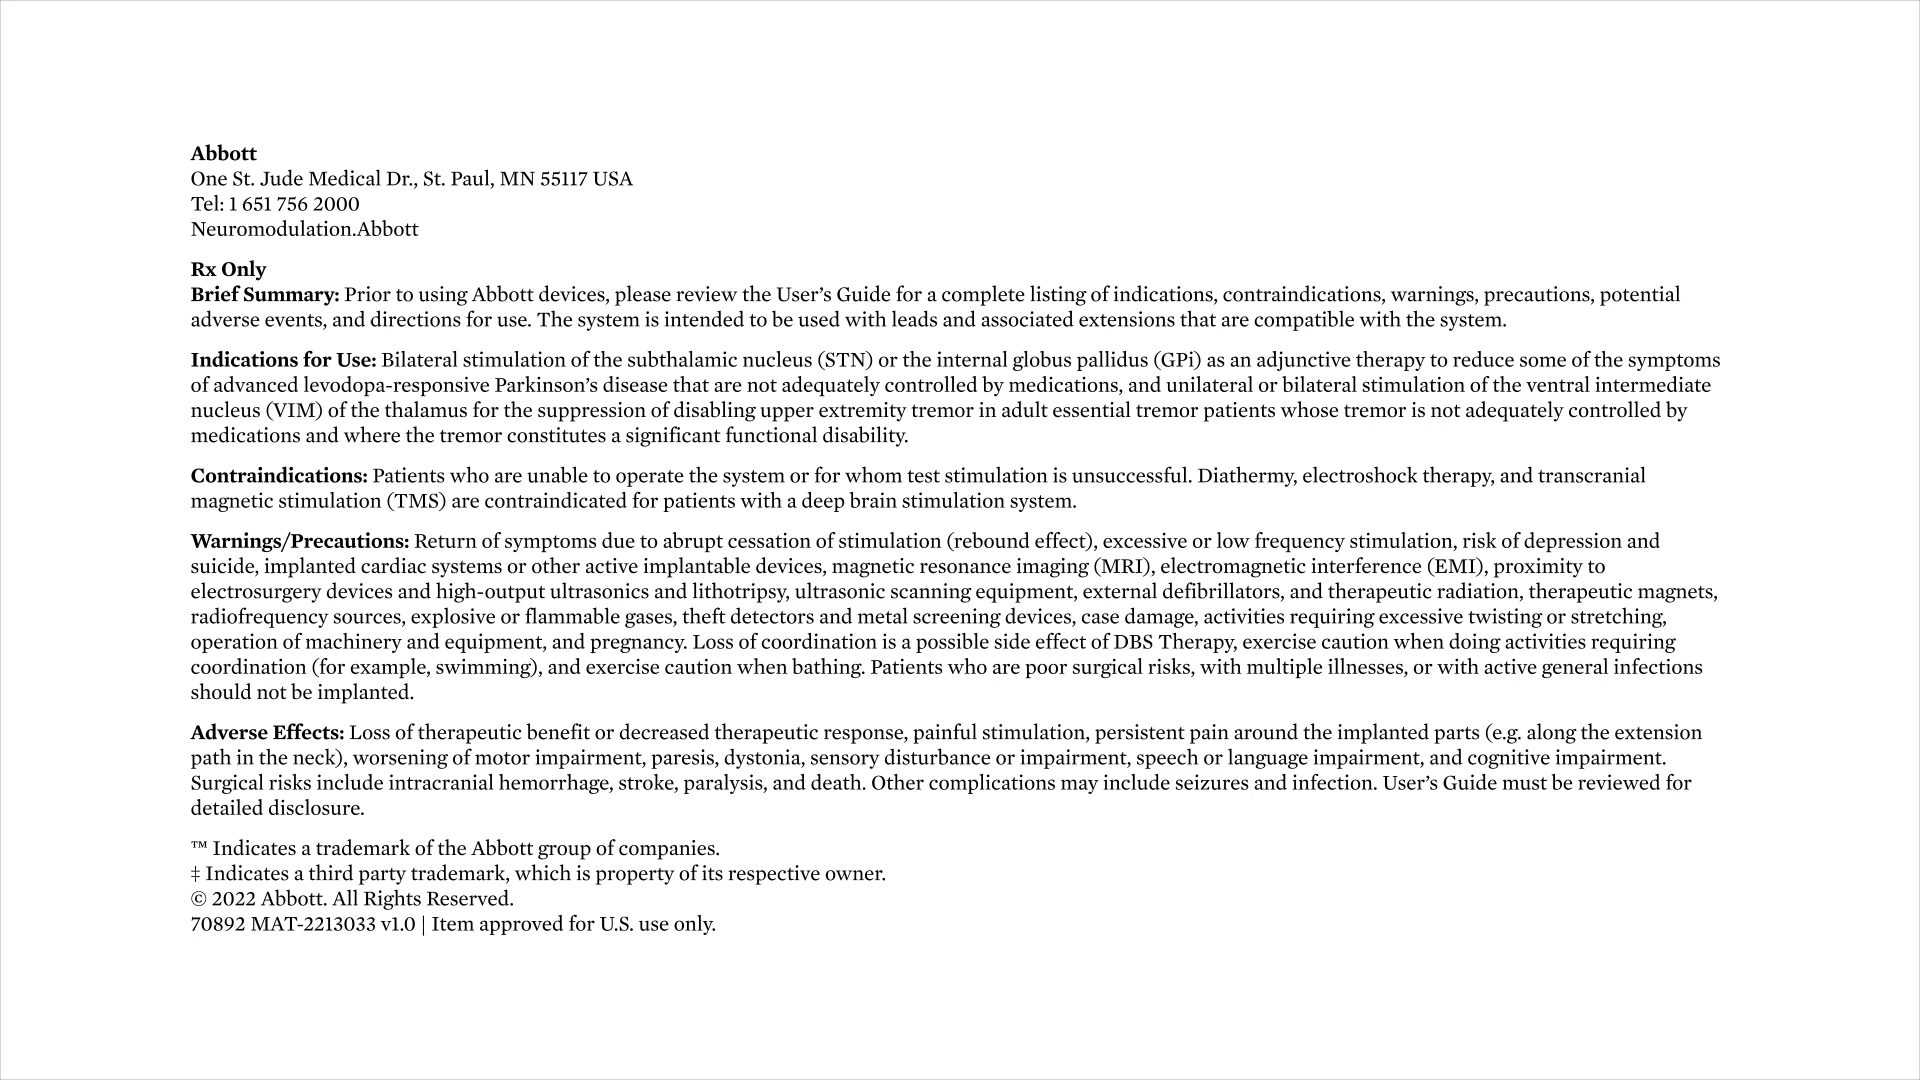 Abbott
One St. Jude Medical Dr., St. Paul, MN 55117 USA
Tel: 1 651 756 2000
Neuromodulation.Abbott
Rx Only
Brief Summary: Prior to using Abbott devices, please review the User’s Guide for a complete listing of indications, contraindications, warnings, precautions, potential
adverse events, and directions for use. The system is intended to be used with leads and associated extensions that are compatible with the system.
Indications for Use: Bilateral stimulation of the subthalamic nucleus (STN) or the internal globus pallidus (GPi) as an adjunctive therapy to reduce some of the symptoms
of advanced levodopa-responsive Parkinson’s disease that are not adequately controlled by medications, and unilateral or bilateral stimulation of the ventral intermediate
nucleus (VIM) of the thalamus for the suppression of disabling upper extremity tremor in adult essential tremor patients whose tremor is not adequately controlled by
medications and where the tremor constitutes a significant functional disability.
Contraindications: Patients who are unable to operate the system or for whom test stimulation is unsuccessful. Diathermy, electroshock therapy, and transcranial
magnetic stimulation (TMS) are contraindicated for patients with a deep brain stimulation system.
Warnings/Precautions: Return of symptoms due to abrupt cessation of stimulation (rebound effect), excessive or low frequency stimulation, risk of depression and
suicide, implanted cardiac systems or other active implantable devices, magnetic resonance imaging (MRI), electromagnetic interference (EMI), proximity to
electrosurgery devices and high-output ultrasonics and lithotripsy, ultrasonic scanning equipment, external defibrillators, and therapeutic radiation, therapeutic magnets,
radiofrequency sources, explosive or flammable gases, theft detectors and metal screening devices, case damage, activities requiring excessive twisting or stretching,
operation of machinery and equipment, and pregnancy. Loss of coordination is a possible side effect of DBS Therapy, exercise caution when doing activities requiring
coordination (for example, swimming), and exercise caution when bathing. Patients who are poor surgical risks, with multiple illnesses, or with active general infections
should not be implanted.
Adverse Effects: Loss of therapeutic benefit or decreased therapeutic response, painful stimulation, persistent pain around the implanted parts (e.g. along the extension
path in the neck), worsening of motor impairment, paresis, dystonia, sensory disturbance or impairment, speech or language impairment, and cognitive impairment.
Surgical risks include intracranial hemorrhage, stroke, paralysis, and death. Other complications may include seizures and infection. User’s Guide must be reviewed for
detailed disclosure.
™ Indicates a trademark of the Abbott group of companies.
‡ Indicates a third party trademark, which is property of its respective owner.
© 2022 Abbott. All Rights Reserved.
70892 MAT-2213033 v1.0 | Item approved for U.S. use only.